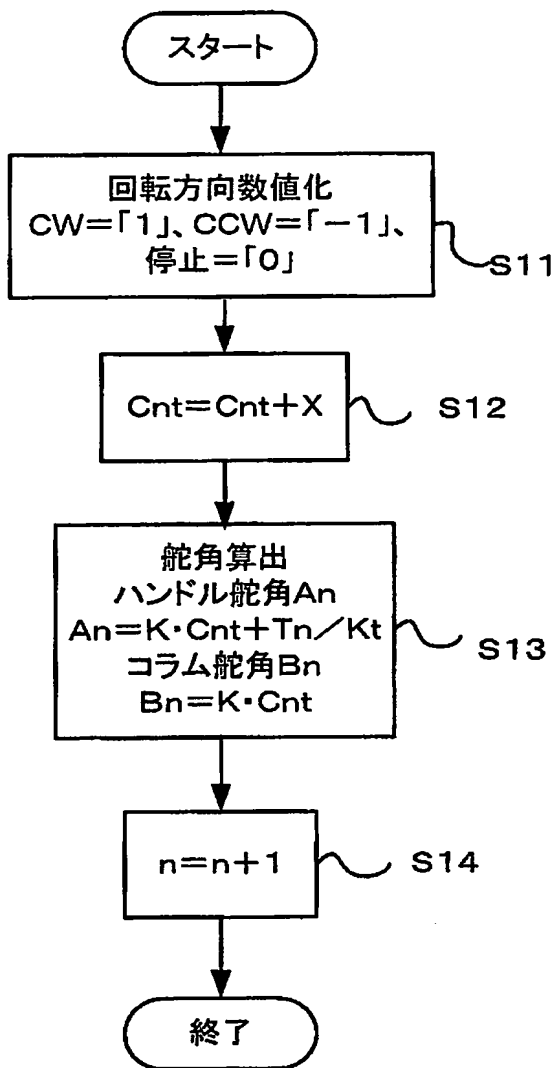 スタート
回転方向数値化
CW=「1」、CCW=「-1」、
停止=「0」
S11
Cnt=Cnt+X
S12
舵角算出
ハンドル舵角An
An=K・Cnt+Tn/Kt
コラム舵角Bn
Bn=K・Cnt
S13
n=n+1
S14
終了